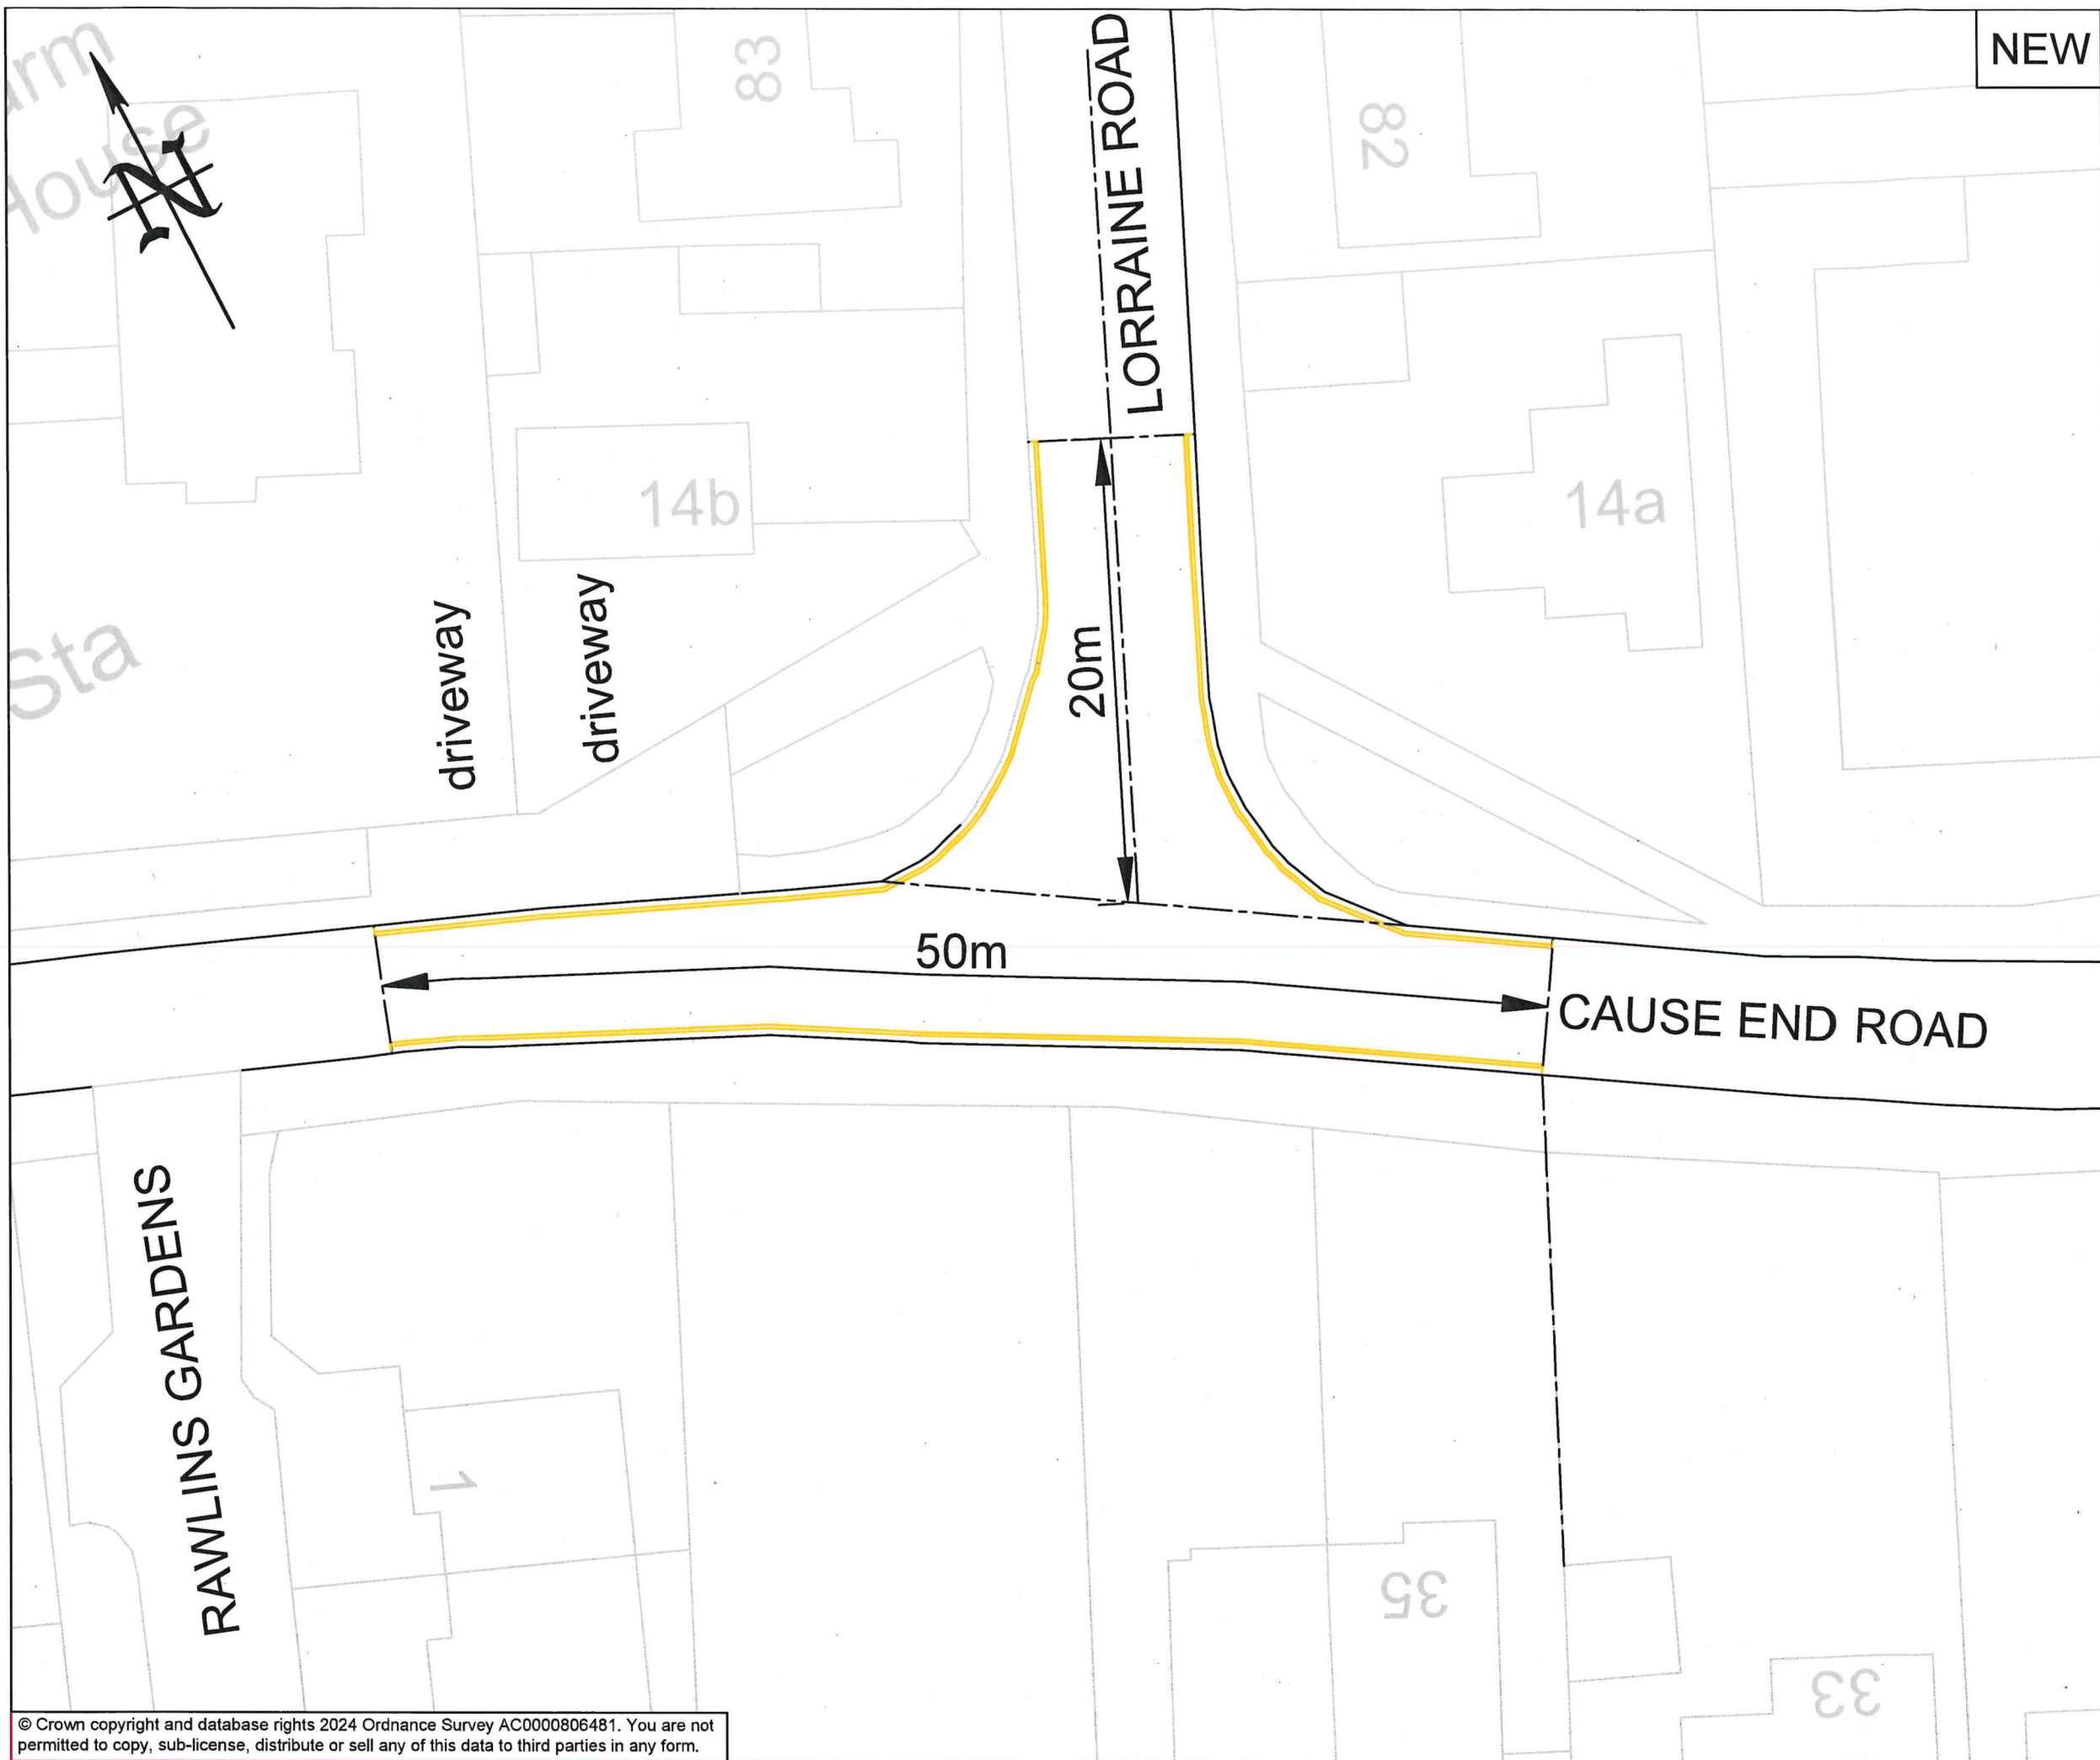 NEW
LORRAINE ROAD
83
82
House
N
14b
14a
driveway
driveway
20m
Sta
50m
CAUSE END ROAD
RAWLINS GARDENS
1
35
33
© Crown copyright and database rights 2024 Ordnance Survey AC0000806481. You are not
permitted to copy, sub-license, distribute or sell any of this data to third parties in any form.